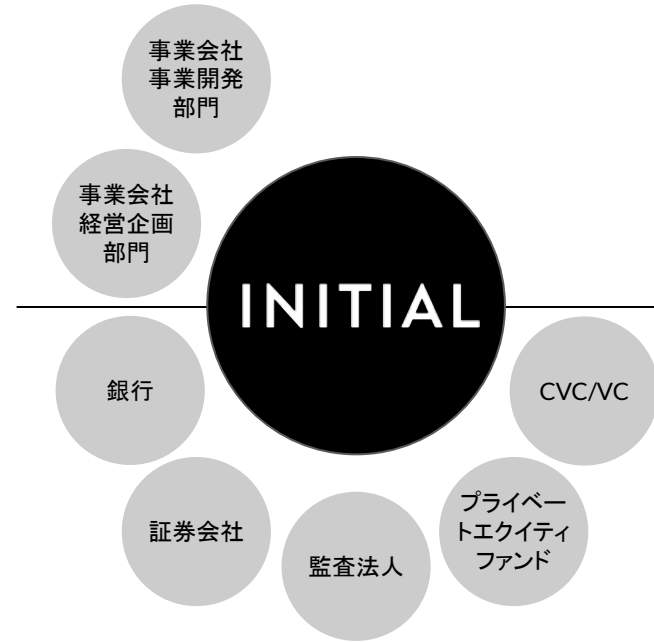 事業会社
事業開発
部門
事業会社
経営企画
部門
INITIAL
銀行
CVC/VC
証券会社
監査法人
プライベー
トエクイティ
ファンド